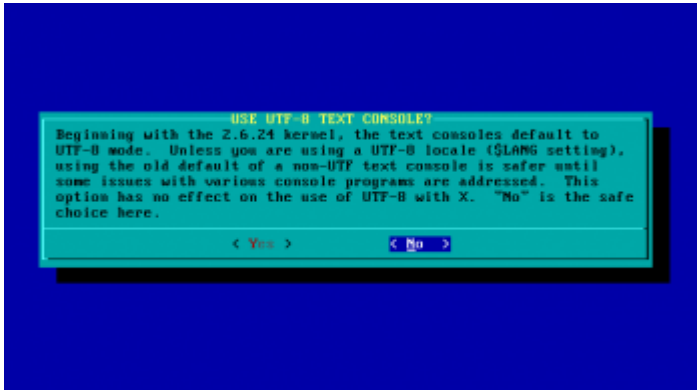 USE UTF-8 TEXT CONSOLE?
Beginning with the 2.6.24 kernel, the text consoles default to
UTF-8 mode.  Unless you are using a UTF-8 locale ($LANG setting),
using the old default of a non-UTF text console is safer until
some issues with various console programs are addressed.  This
option has no effect on the use of UTF-8 with X.  "No" is the safe
choice here.
< Yes > < No >